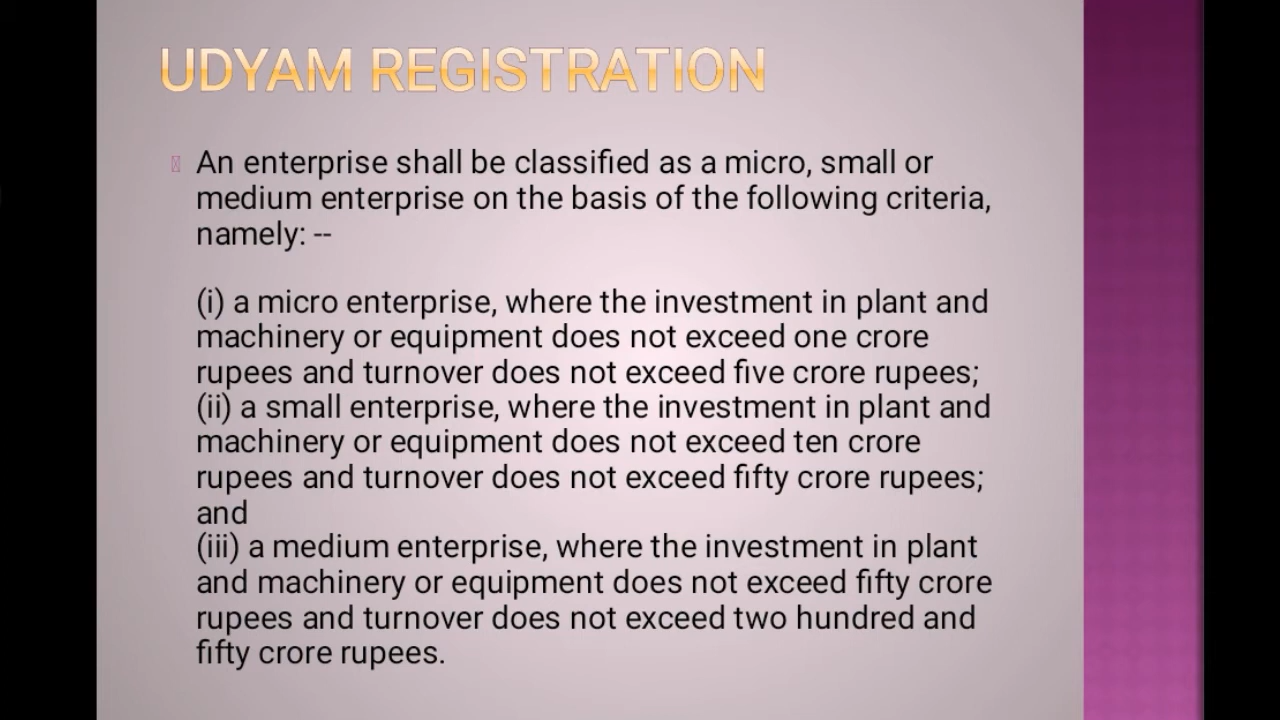 UDYAM REGISTRATION
An enterprise shall be classified as a micro, small or
medium enterprise on the basis of the following criteria,
namely: --
(i) a micro enterprise, where the investment in plant and
machinery or equipment does not exceed one crore
rupees and turnover does not exceed five crore rupees;
(ii) a small enterprise, where the investment in plant and
machinery or equipment does not exceed ten crore
rupees and turnover does not exceed fifty crore rupees;
and
(iii) a medium enterprise, where the investment in plant
and machinery or equipment does not exceed fifty crore
rupees and turnover does not exceed two hundred and
fifty crore rupees.